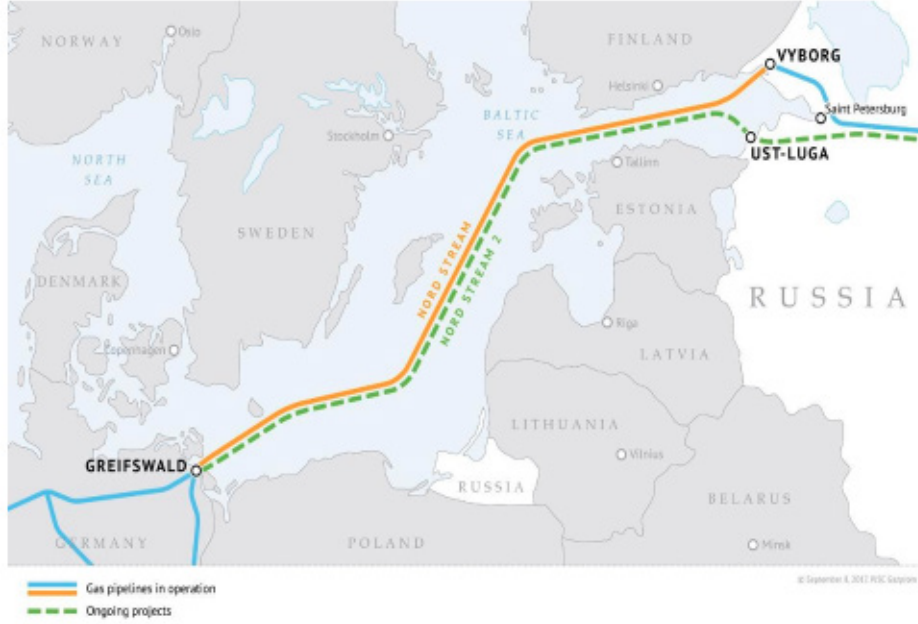 NORWAY
Oslo
FINLAND
VYBORG
Helsinki
Saint Petersburg
BALTIC
SEA
Stockholm
UST-LUGA
NORTH
SEA
Tallinn
ESTONIA
SWEDEN
NORD STREAM
NORD STREAM 2
DENMARK
RUSSIA
Riga
Copenhagen
LATVIA
LITHUANIA
GREIFSWALD
Vilnius
RUSSIA
BELARUS
GERMANY
POLAND
Minsk
Gas pipelines in operation
Ongoing projects